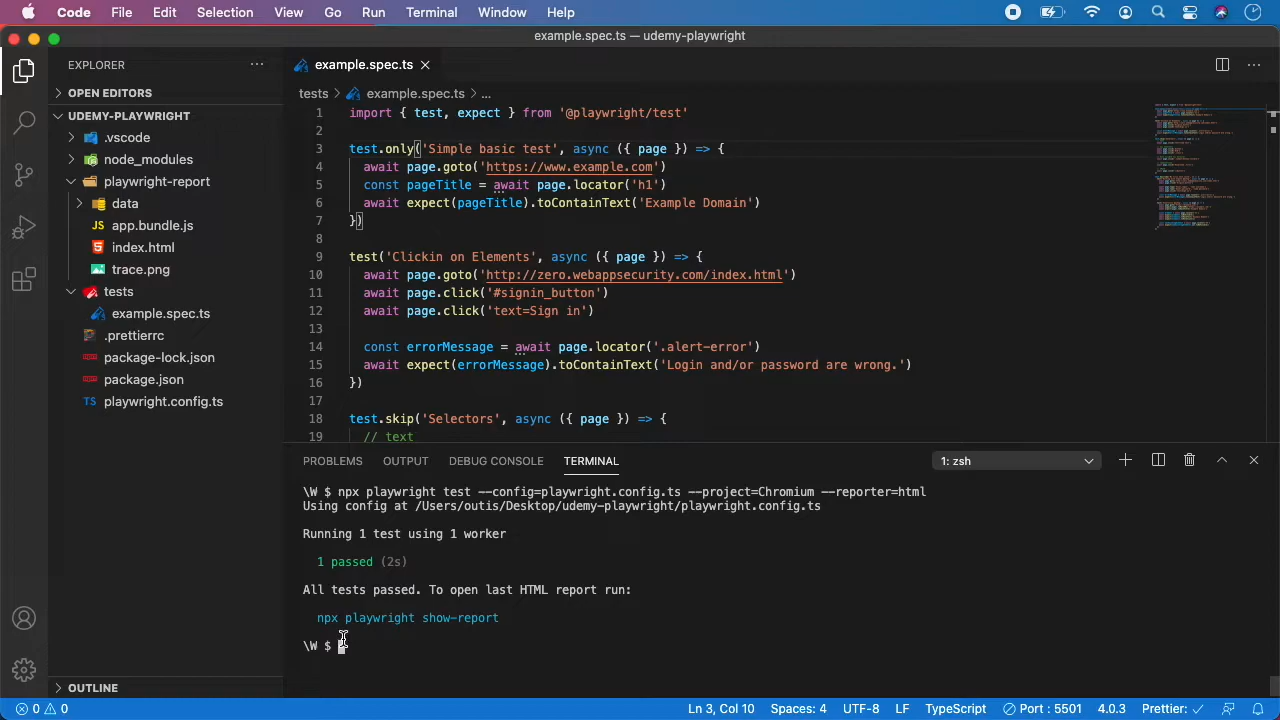 Code File Edit Selection View Go Run Terminal Window Help
example.spec.ts — udemy-playwright
EXPLORER
OPEN EDITORS
UDEMY-PLAYWRIGHT
.vscode
node_modules
playwright-report
data
app.bundle.js
index.html
trace.png
tests
example.spec.ts
.prettierrc
package-lock.json
package.json
playwright.config.ts
OUTLINE
example.spec.ts
tests > example.spec.ts > ...
1 import { test, expect } from '@playwright/test'
2
3 test.only('Simple basic test', async ({ page }) => {
4 await page.goto('https://www.example.com')
5 const pageTitle = await page.locator('h1')
6 await expect(pageTitle).toContainText('Example Domain')
7 })
8
9 test('Clickin on Elements', async ({ page }) => {
10 await page.goto('http://zero.webappsecurity.com/index.html')
11 await page.click('#signin_button')
12 await page.click('text=Sign in')
13
14 const errorMessage = await page.locator('.alert-error')
15 await expect(errorMessage).toContainText('Login and/or password are wrong.')
16 })
17
18 test.skip('Selectors', async ({ page }) => {
19 // text
PROBLEMS OUTPUT DEBUG CONSOLE TERMINAL 1: zsh
\W $ npx playwright test --config=playwright.config.ts --project=Chromium --reporter=html
Using config at /Users/outis/Desktop/udemy-playwright/playwright.config.ts
Running 1 test using 1 worker
1 passed (2s)
All tests passed. To open last HTML report run:
npx playwright show-report
\W $
0 0 Ln 3, Col 10 Spaces: 4 UTF-8 LF TypeScript Port : 5501 4.0.3 Prettier: ✓